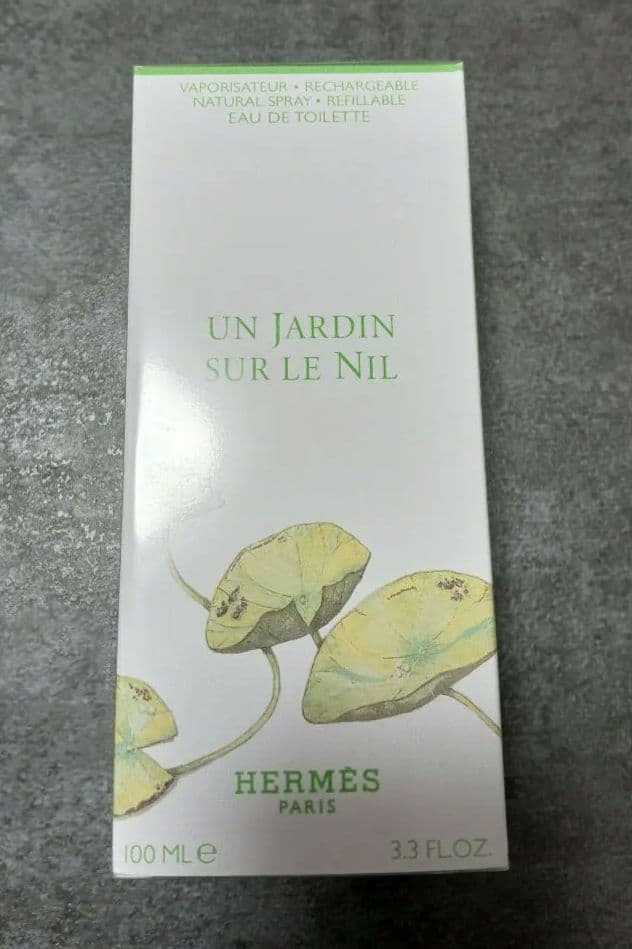 VAPORISATEUR • RECHARGEABLE
NATURAL SPRAY • REFILLABLE
EAU DE TOILETTE
UN JARDIN
SUR LE NIL
HERMÈS
PARIS
100 ML e 3.3 FL.OZ.